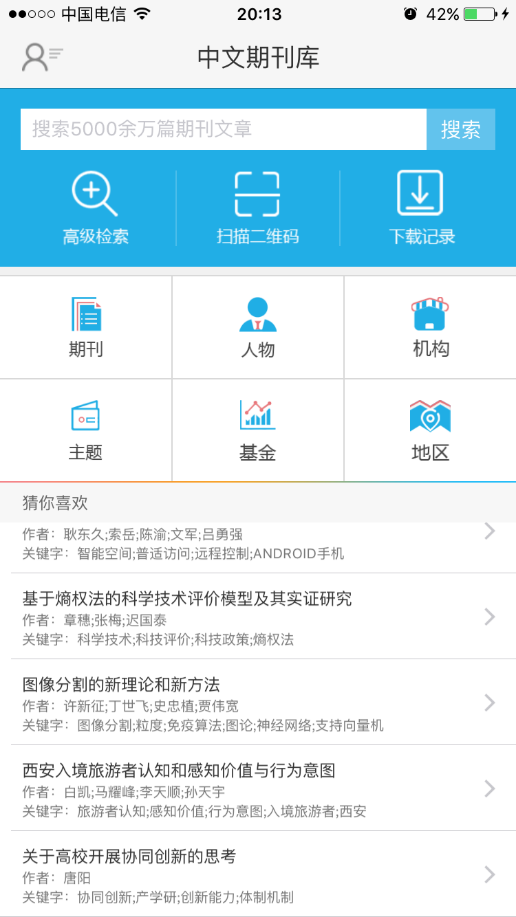 中国电信 20:13 42%
中文期刊库
搜索5000余万篇期刊文章 搜索
高级检索 扫描二维码 下载记录
期刊 人物 机构
主题 基金 地区
猜你喜欢
作者：耿东久;索岳;陈渝;文军;吕勇强
关键字：智能空间;普适访问;远程控制;ANDROID手机
基于熵权法的科学技术评价模型及其实证研究
作者：章穗;张梅;迟国泰
关键字：科学技术;科技评价;科技政策;熵权法
图像分割的新理论和新方法
作者：许新征;丁世飞;史忠植;贾伟宽
关键字：图像分割;粒度;免疫算法;图论;神经网络;支持向量机
西安入境旅游者认知和感知价值与行为意图
作者：白凯;马耀峰;李天顺;孙天宇
关键字：旅游者认知;感知价值;行为意图;入境旅游者;西安
关于高校开展协同创新的思考
作者：唐阳
关键字：协同创新;产学研;创新能力;体制机制